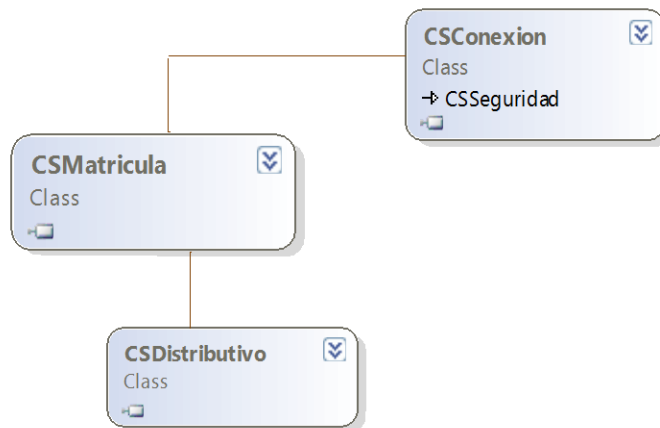 CSConexion
Class
CSSeguridad
CSMatricula
Class
CSDistributivo
Class